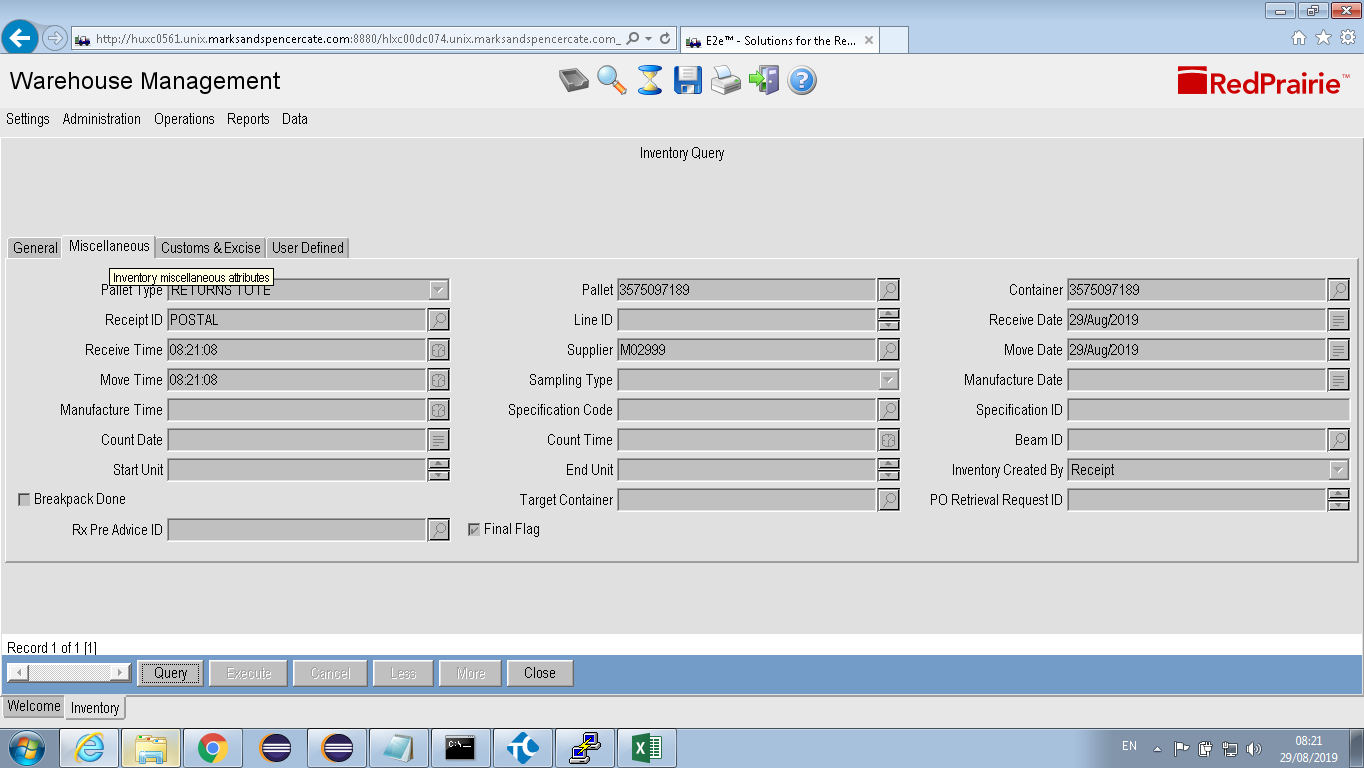 http://huxc0561.unix.marksandspencercate.com:8880/hlxc00dc074.unix.marksandspencercate.com_
E2e™ - Solutions for the Re...
Warehouse Management
RedPrairie™
Settings Administration Operations Reports Data
Inventory Query
General Miscellaneous Customs & Excise User Defined
Inventory miscellaneous attributes
Pallet Type RETURNS TOTE Pallet 3575097189 Container 3575097189
Receipt ID POSTAL Line ID Receive Date 29/Aug/2019
Receive Time 08:21:08 Supplier M02999 Move Date 29/Aug/2019
Move Time 08:21:08 Sampling Type Manufacture Date
Manufacture Time Specification Code Specification ID
Count Date Count Time Beam ID
Start Unit End Unit Inventory Created By Receipt
Breakpack Done Target Container PO Retrieval Request ID
Rx Pre Advice ID Final Flag
Record 1 of 1 [1]
Query Execute Cancel Less More Close
Welcome Inventory
EN 08:21
29/08/2019